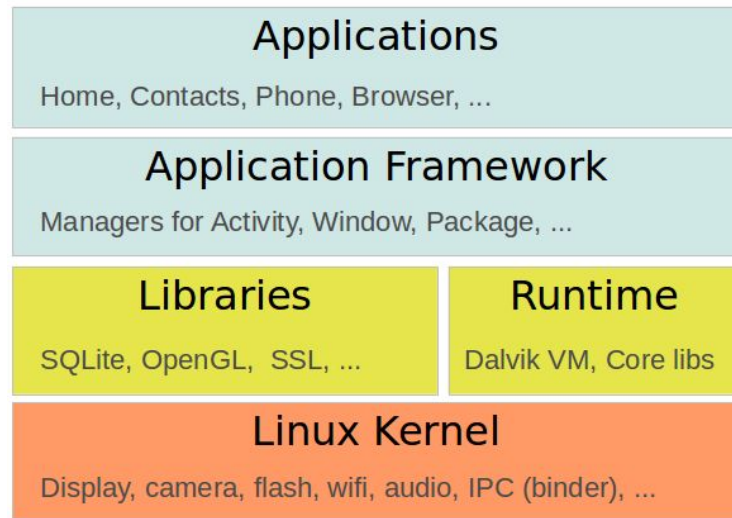 Applications
Home, Contacts, Phone, Browser, ...
Application Framework
Managers for Activity, Window, Package, ...
Libraries
SQLite, OpenGL, SSL, ...
Runtime
Dalvik VM, Core libs
Linux Kernel
Display, camera, flash, wifi, audio, IPC (binder), ...